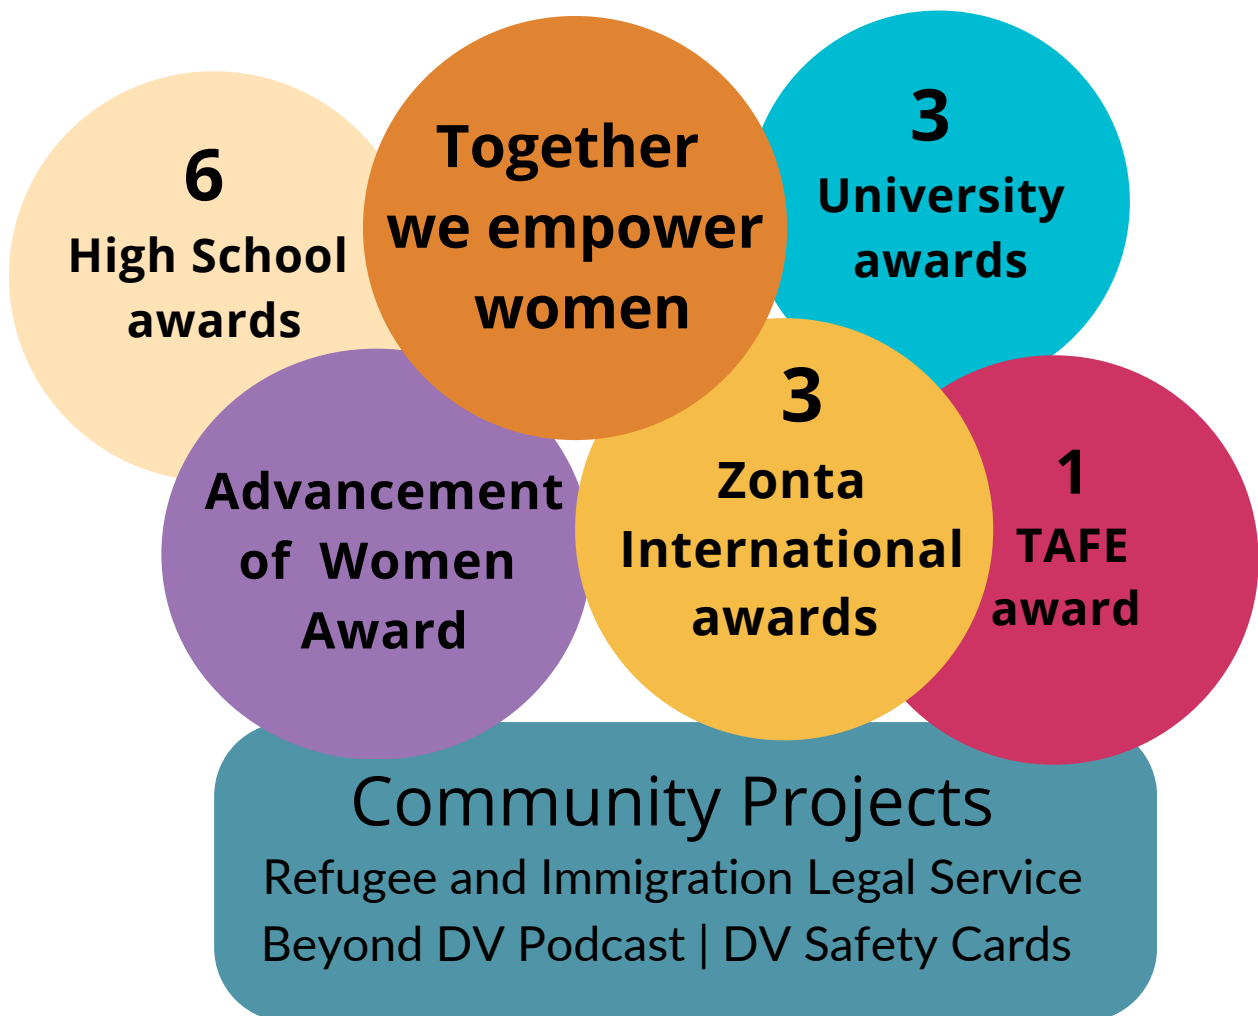 6
High School
awards
Together
we empower
women
3
University
awards
Advancement
of Women
Award
3
Zonta
International
awards
1
TAFE
award
Community Projects
Refugee and Immigration Legal Service
Beyond DV Podcast | DV Safety Cards